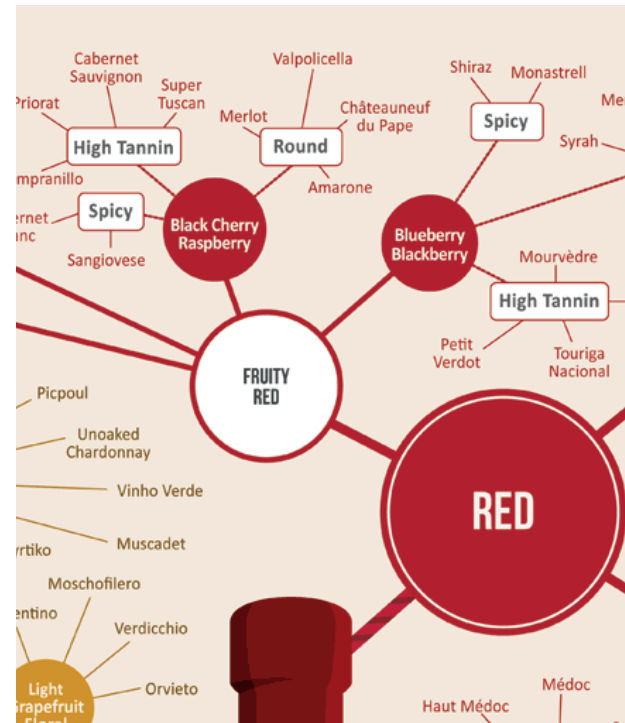 Cabernet
Sauvignon
Super
Tuscan
Priorat
High Tannin
Valpolicella
Merlot
Châteauneuf
du Pape
Round
Amarone
Spicy
Sangiovese
Black Cherry
Raspberry
Shiraz
Monastrell
Spicy
Syrah
Blueberry
Blackberry
Mourvèdre
High Tannin
Petit
Verdot
Touriga
Nacional
FRUITY
RED
RED
Picpoul
Unoaked
Chardonnay
Vinho Verde
Muscadet
Moschofilero
Verdicchio
Orvieto
Light
Grapefruit
Floral
Haut Médoc
Médoc